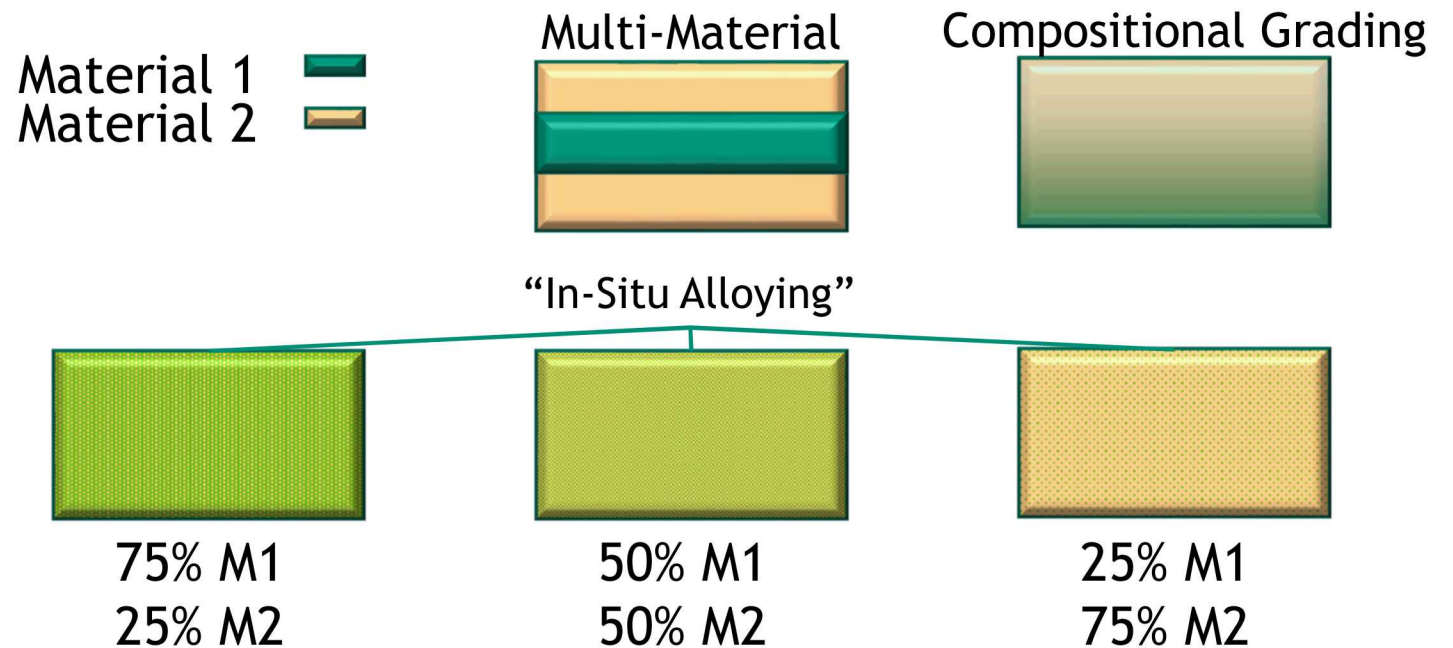 Material 1
Material 2
Multi-Material
Compositional Grading
“In-Situ Alloying”
75% M1
25% M2
50% M1
50% M2
25% M1
75% M2